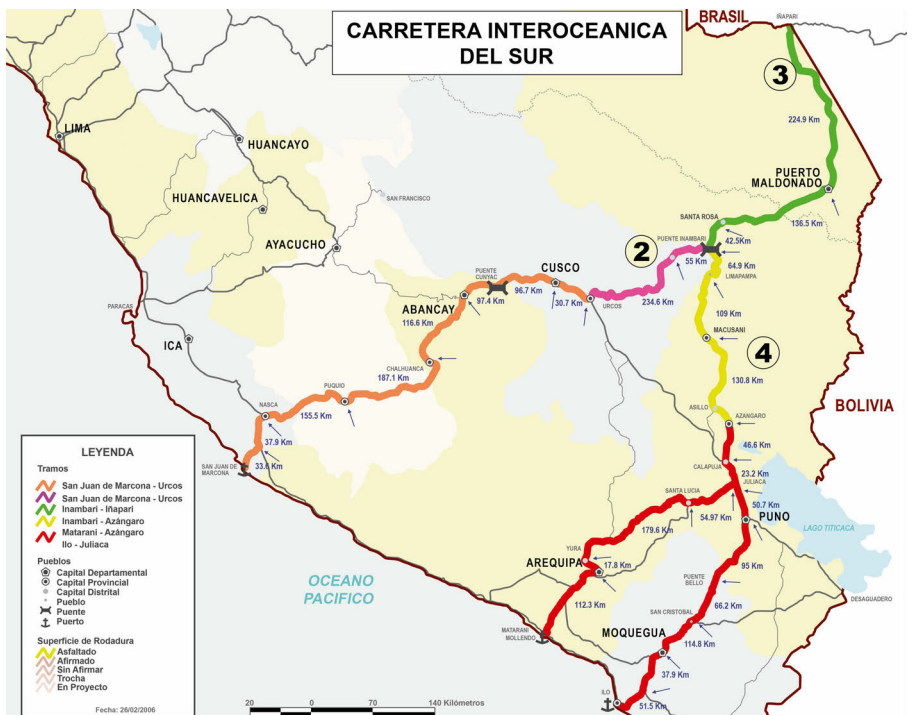 CARRETERA INTEROCEANICA
DEL SUR
BRASIL
IÑAPARI
3
224.9 Km
LIMA
HUANCAYO
PUERTO
MALDONADO
HUANCAVELICA
SAN FRANCISCO
SANTA ROSA
136.5 Km
AYACUCHO
PUENTE INAMBARI
42.5Km
2
55 Km
64.9 Km
LIMAPAMPA
PUENTE
CUNYAC
CUSCO
96.7 Km
30.7 Km
URCOS
234.6 Km
97.4 Km
ABANCAY
116.6 Km
109 Km
PARACAS
ICA
MACUSANI
4
CHALHUANCA
187.1 Km
PUQUIO
130.8 Km
NASCA
155.5 Km
ASILLO
AZANGARO
BOLIVIA
37.9 Km
46.6 Km
SAN JUAN DE
MARCONA
33.6 Km
CALAPUJA
23.2 Km
JULIACA
SANTA LUCIA
50.7 Km
54.97 Km
PUNO
LAGO TITICACA
179.6 Km
YURA
AREQUIPA
17.8 Km
95 Km
PUENTE
BELLO
DESAGUADERO
OCEANO
PACIFICO
112.3 Km
66.2 Km
SAN CRISTOBAL
MATARANI
MOLLENDO
MOQUEGUA
114.8 Km
37.9 Km
ILO
51.5 Km
LEYENDA
Tramos
San Juan de Marcona - Urcos
San Juan de Marcona - Urcos
Inambari - Iñapari
Inambari - Azángaro
Matarani - Azángaro
Ilo - Juliaca
Pueblos
Capital Departamental
Capital Provincial
Capital Distrital
Pueblo
Puente
Puerto
Superficie de Rodadura
Asfaltado
Afirmado
Sin Afirmar
Trocha
En Proyecto
Fecha: 26/02/2006
20 0 70 140 Kilómetros